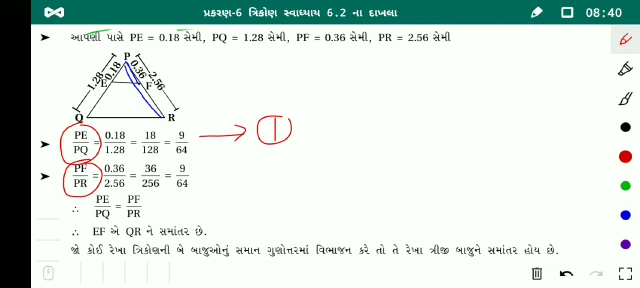 પ્રકરણ-6 ત્રિકોણ સ્વાધ્યાય 6.2 ના દાખલા
08:40
➤ આપણી પાસે PE = 0.18 સેમી, PQ = 1.28 સેમી, PF = 0.36 સેમી, PR = 2.56 સેમી
P
1.28 0.18 0.36 2.56
E F
Q R
➤ PE/PQ = 0.18/1.28 = 18/128 = 9/64 → 1
➤ PF/PR = 0.36/2.56 = 36/256 = 9/64
∴ PE/PQ = PF/PR
∴ EF એ QR ને સમાંતર છે.
જો કોઈ રેખા ત્રિકોણની બે બાજુઓનું સમાન ગુણોત્તરમાં વિભાજન કરે તો તે રેખા ત્રીજી બાજુને સમાંતર હોય છે.